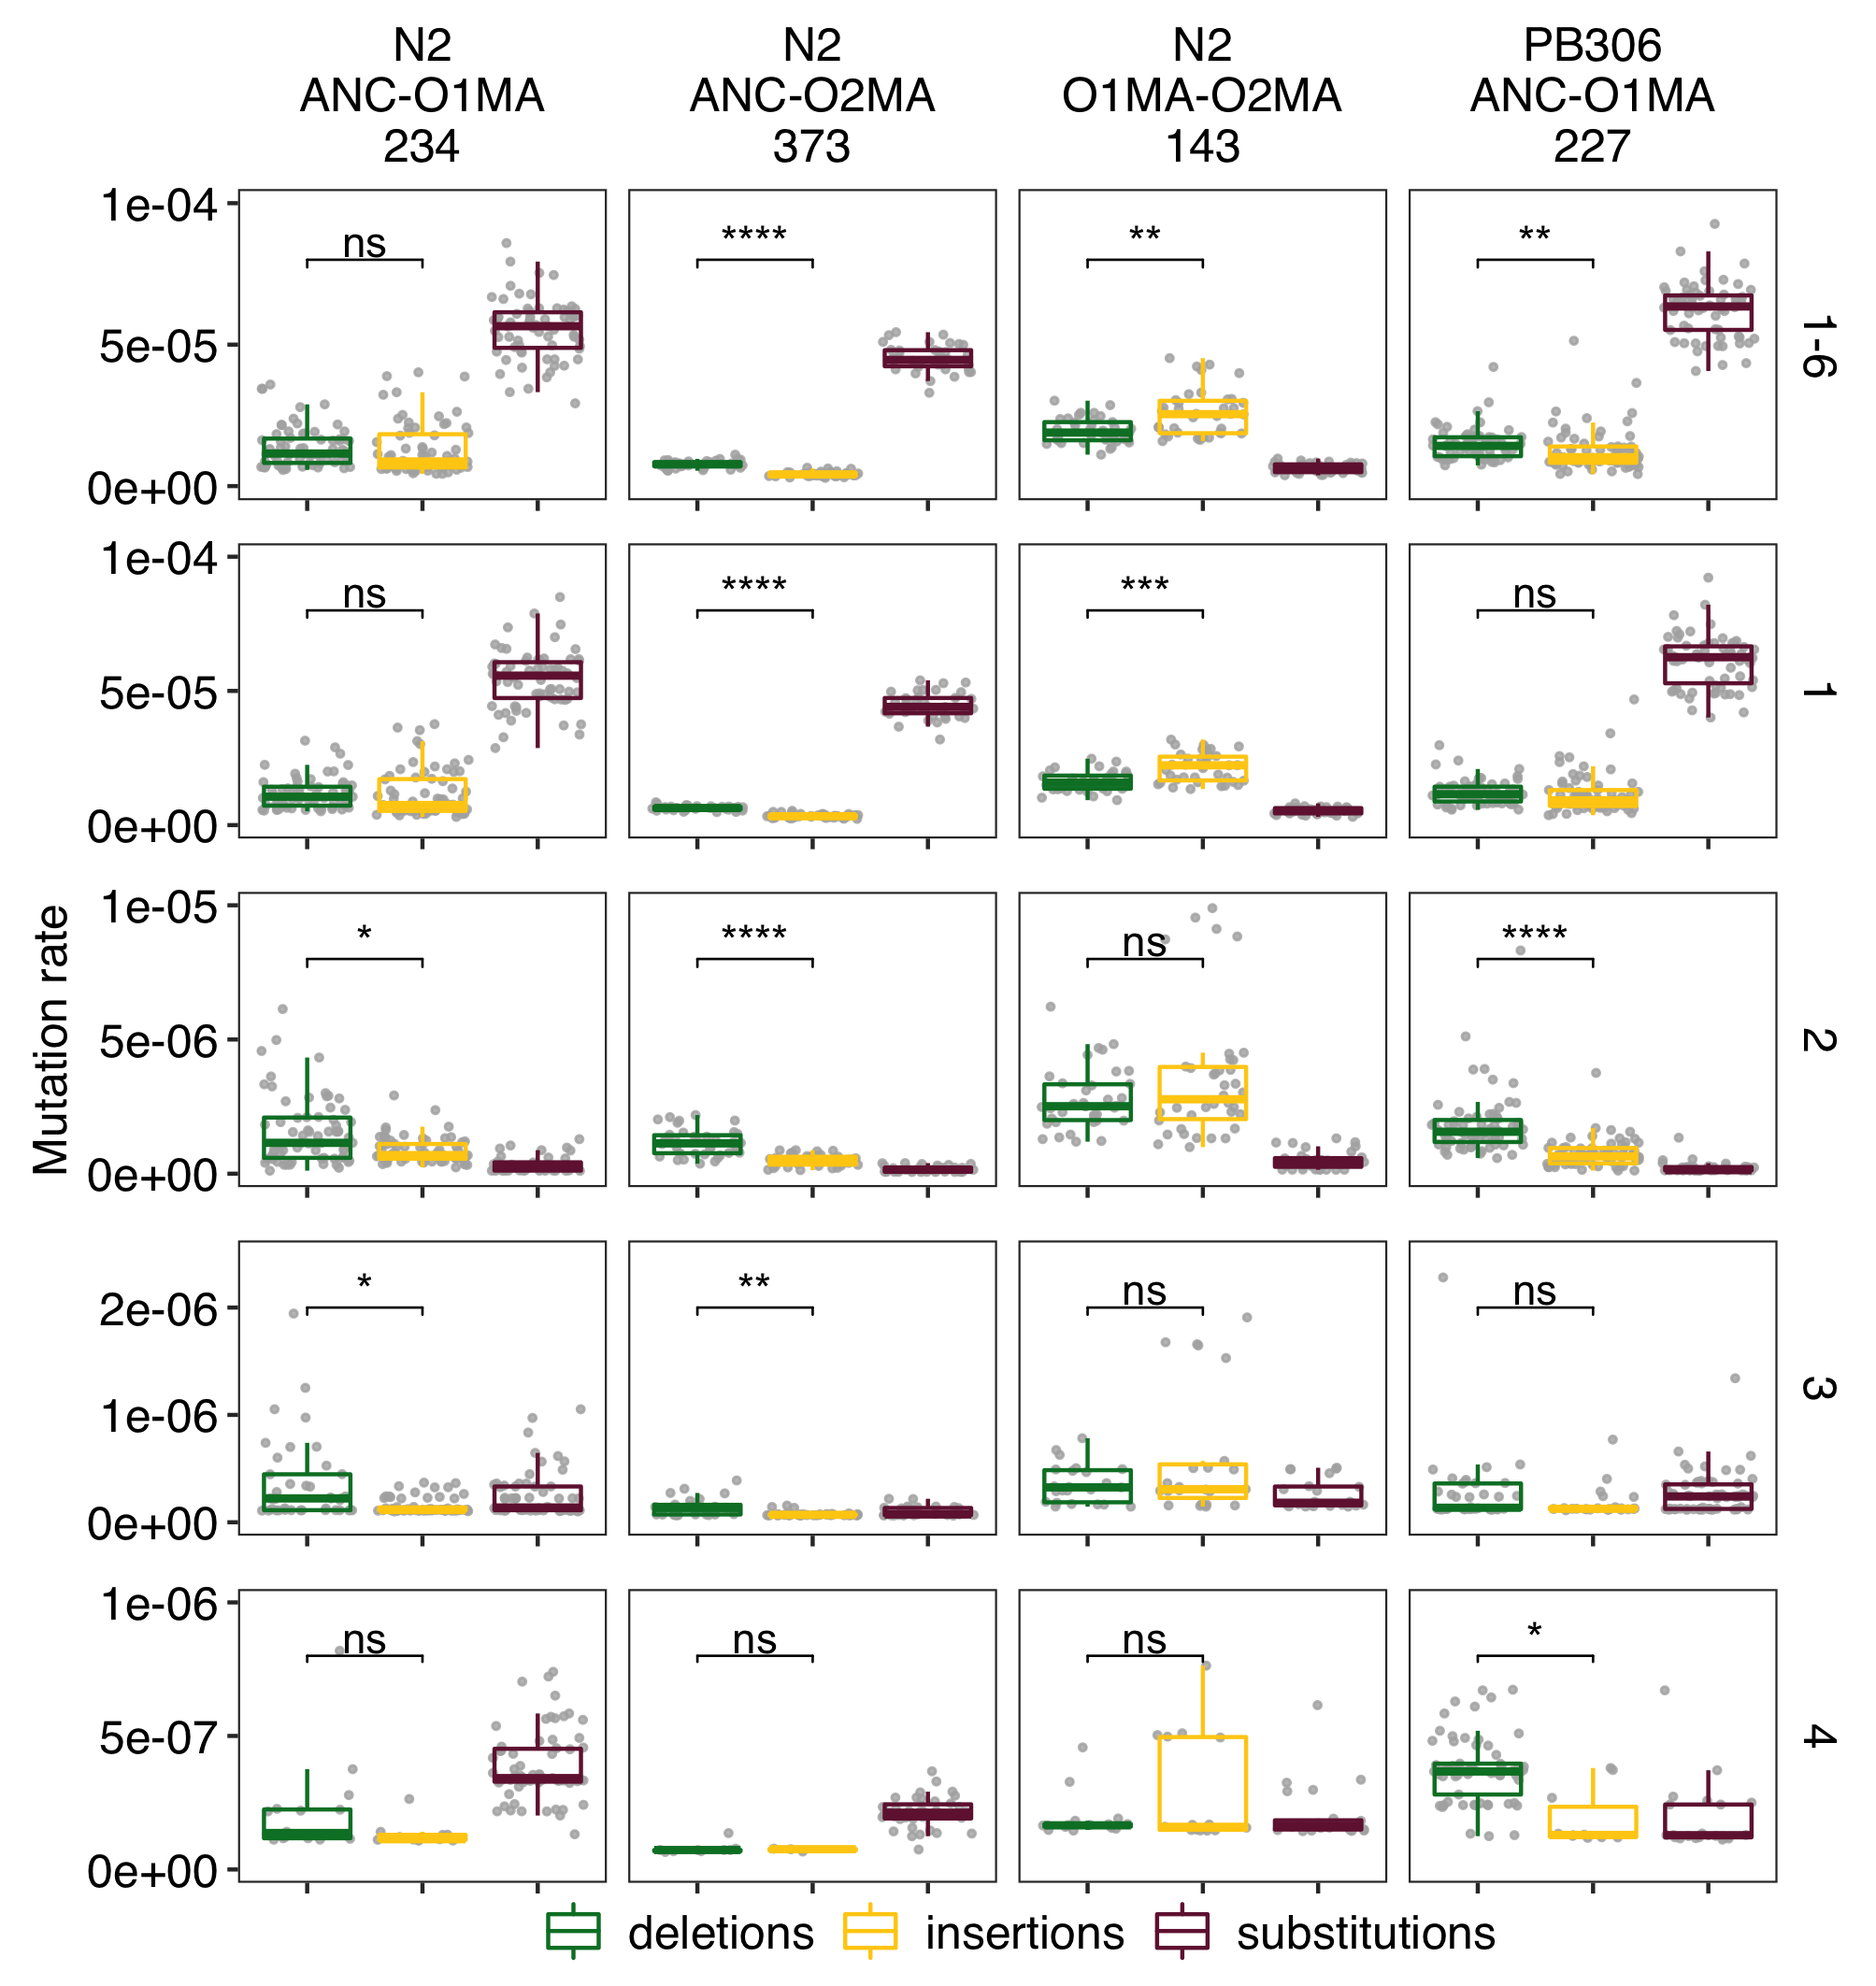 N2 N2 N2 PB306
ANC-O1MA ANC-O2MA O1MA-O2MA ANC-O1MA
234 373 143 227
1e-04
5e-05
0e+00
ns **** ** **
1-6
1e-04
5e-05
0e+00
ns **** *** ns
1
Mutation rate
1e-05
5e-06
0e+00
* **** ns ****
2
2e-06
1e-06
0e+00
* ** ns ns
3
1e-06
5e-07
0e+00
ns ns ns *
4
deletions insertions substitutions